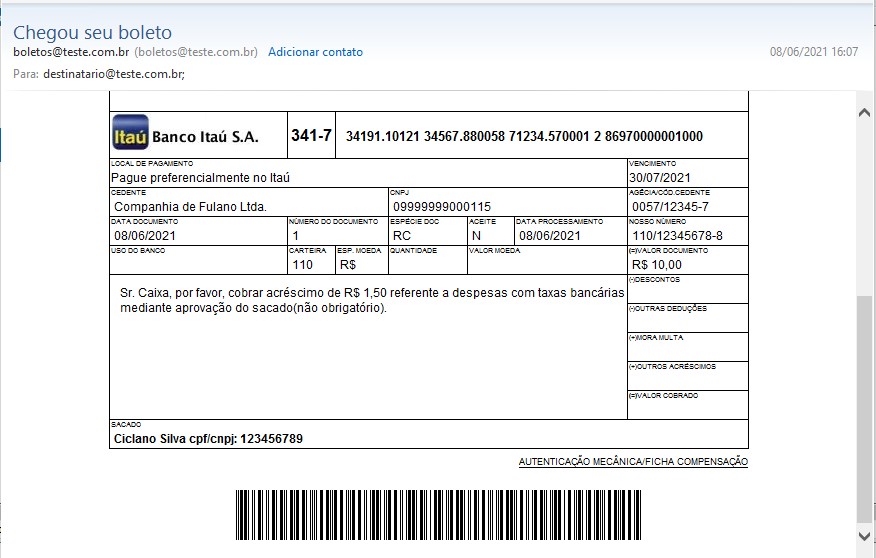 Chegou seu boleto
boletos@teste.com.br (boletos@teste.com.br) Adicionar contato 08/06/2021 16:07
Para: destinatario@teste.com.br;
Itaú Banco Itaú S.A. 341-7 34191.10121 34567.880058 71234.570001 2 86970000001000
LOCAL DE PAGAMENTO VENCIMENTO
Pague preferencialmente no Itaú 30/07/2021
CEDENTE CNPJ AGÊCIA/CÓD.CEDENTE
Companhia de Fulano Ltda. 09999999000115 0057/12345-7
DATA DOCUMENTO NÚMERO DO DOCUMENTO ESPÉCIE DOC ACEITE DATA PROCESSAMENTO NOSSO NÚMERO
08/06/2021 1 RC N 08/06/2021 110/12345678-8
USO DO BANCO CARTEIRA ESP. MOEDA QUANTIDADE VALOR MOEDA (=)VALOR DOCUMENTO
110 R$ R$ 10,00
(-)DESCONTOS
Sr. Caixa, por favor, cobrar acréscimo de R$ 1,50 referente a despesas com taxas bancárias
mediante aprovação do sacado(não obrigatório).
(-)OUTRAS DEDUÇÕES
(+)MORA MULTA
(+)OUTROS ACRÉSCIMOS
(=)VALOR COBRADO
SACADO
Ciclano Silva cpf/cnpj: 123456789
AUTENTICAÇÃO MECÂNICA/FICHA COMPENSAÇÃO